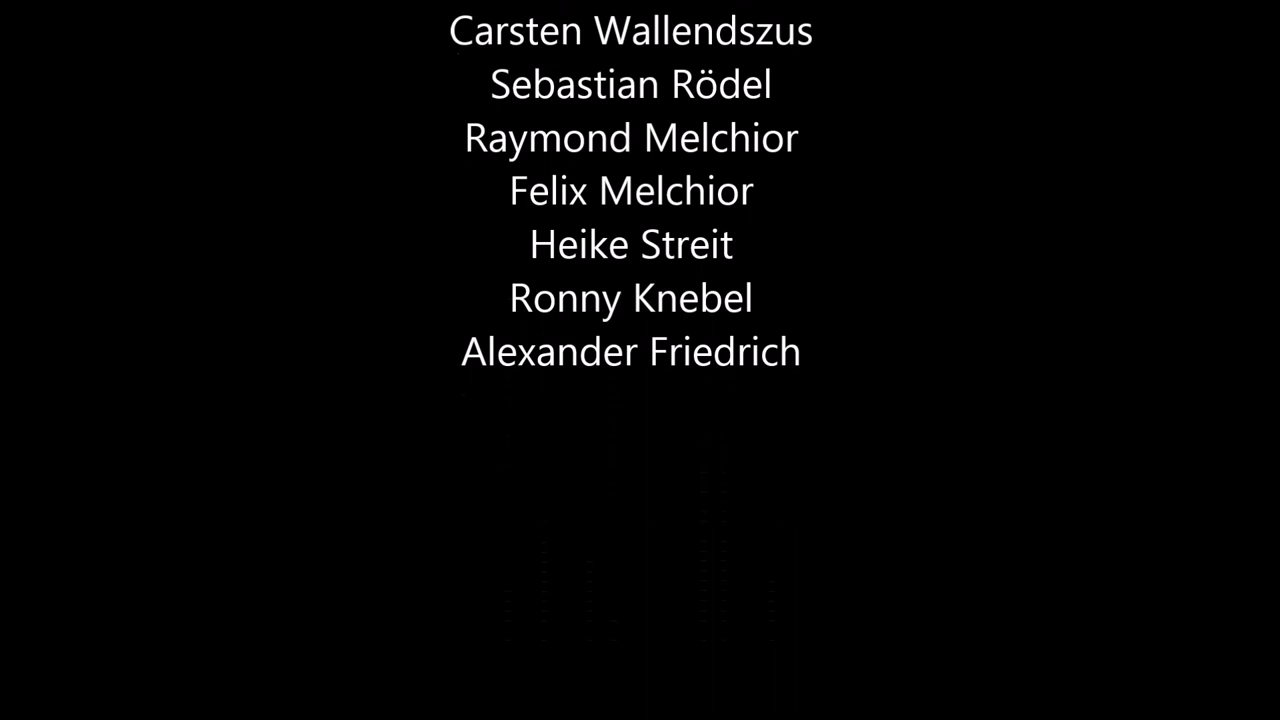 Carsten Wallendszus
Sebastian Rödel
Raymond Melchior
Felix Melchior
Heike Streit
Ronny Knebel
Alexander Friedrich